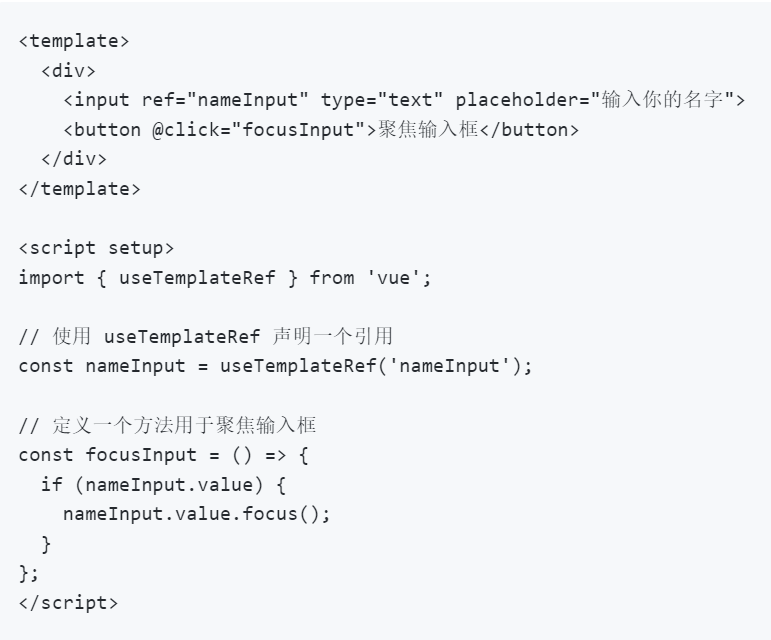 <template>
  <div>
    <input ref="nameInput" type="text" placeholder="输入你的名字">
    <button @click="focusInput">聚焦输入框</button>
  </div>
</template>

<script setup>
import { useTemplateRef } from 'vue';

// 使用 useTemplateRef 声明一个引用
const nameInput = useTemplateRef('nameInput');

// 定义一个方法用于聚焦输入框
const focusInput = () => {
  if (nameInput.value) {
    nameInput.value.focus();
  }
};
</script>